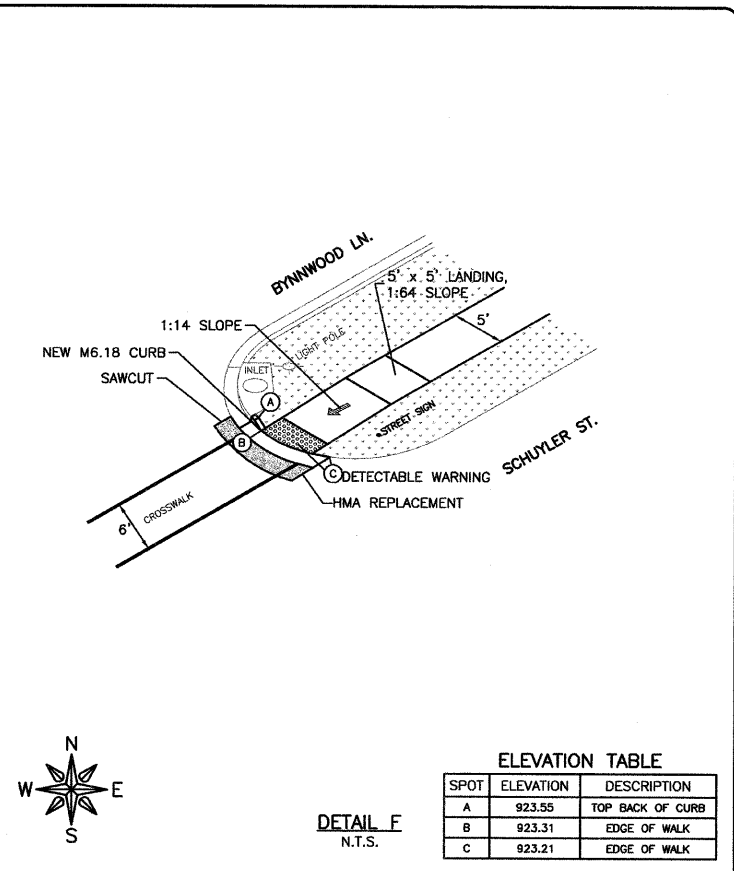 BYNNWOOD LN.
5' x 5' LANDING,
1:64 SLOPE
1:14 SLOPE
5'
LIGHT POLE
NEW M6.18 CURB
INLET
SAWCUT
A
STREET SIGN
B
SCHUYLER ST.
C
DETECTABLE WARNING
HMA REPLACEMENT
CROSSWALK
6'
N
W
E
S
DETAIL F
N.T.S.
ELEVATION TABLE
SPOT ELEVATION DESCRIPTION
A 923.55 TOP BACK OF CURB
B 923.31 EDGE OF WALK
C 923.21 EDGE OF WALK